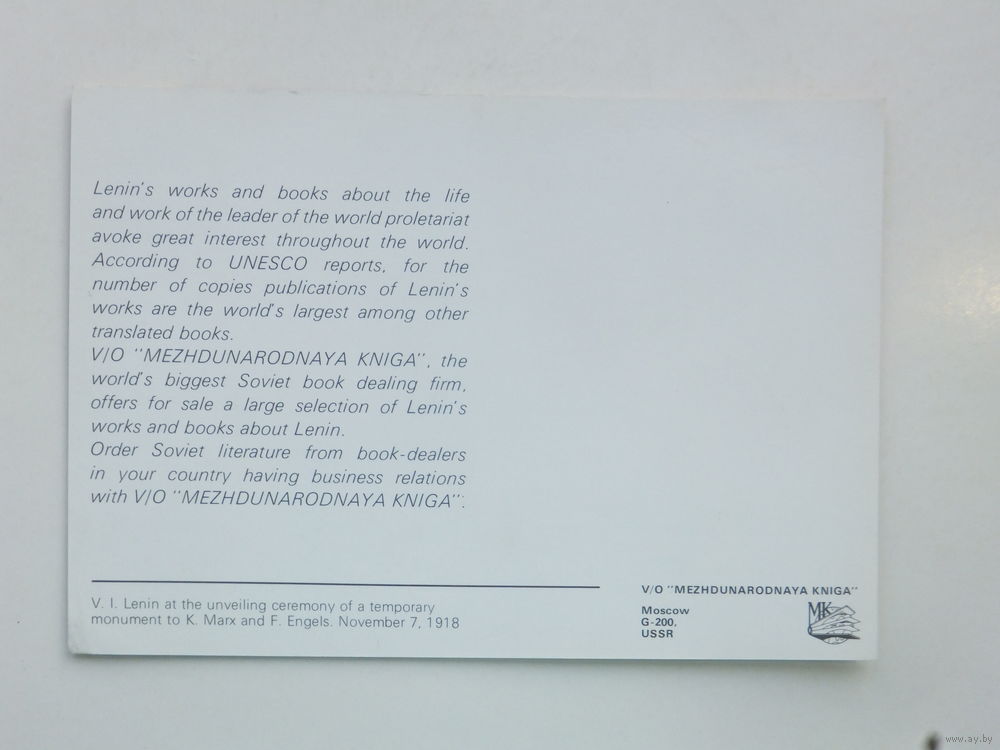 Lenin's works and books about the life
and work of the leader of the world proletariat
avoke great interest throughout the world.
According to UNESCO reports, for the
number of copies publications of Lenin's
works are the world's largest among other
translated books.
V/O "MEZHDUNARODNAYA KNIGA", the
world's biggest Soviet book dealing firm,
offers for sale a large selection of Lenin's
works and books about Lenin.
Order Soviet literature from book-dealers
in your country having business relations
with V/O "MEZHDUNARODNAYA KNIGA".
V. I. Lenin at the unveiling ceremony of a temporary
monument to K. Marx and F. Engels. November 7, 1918
V/O "MEZHDUNARODNAYA KNIGA"
Moscow
G-200,
USSR
MK
www.ay.by